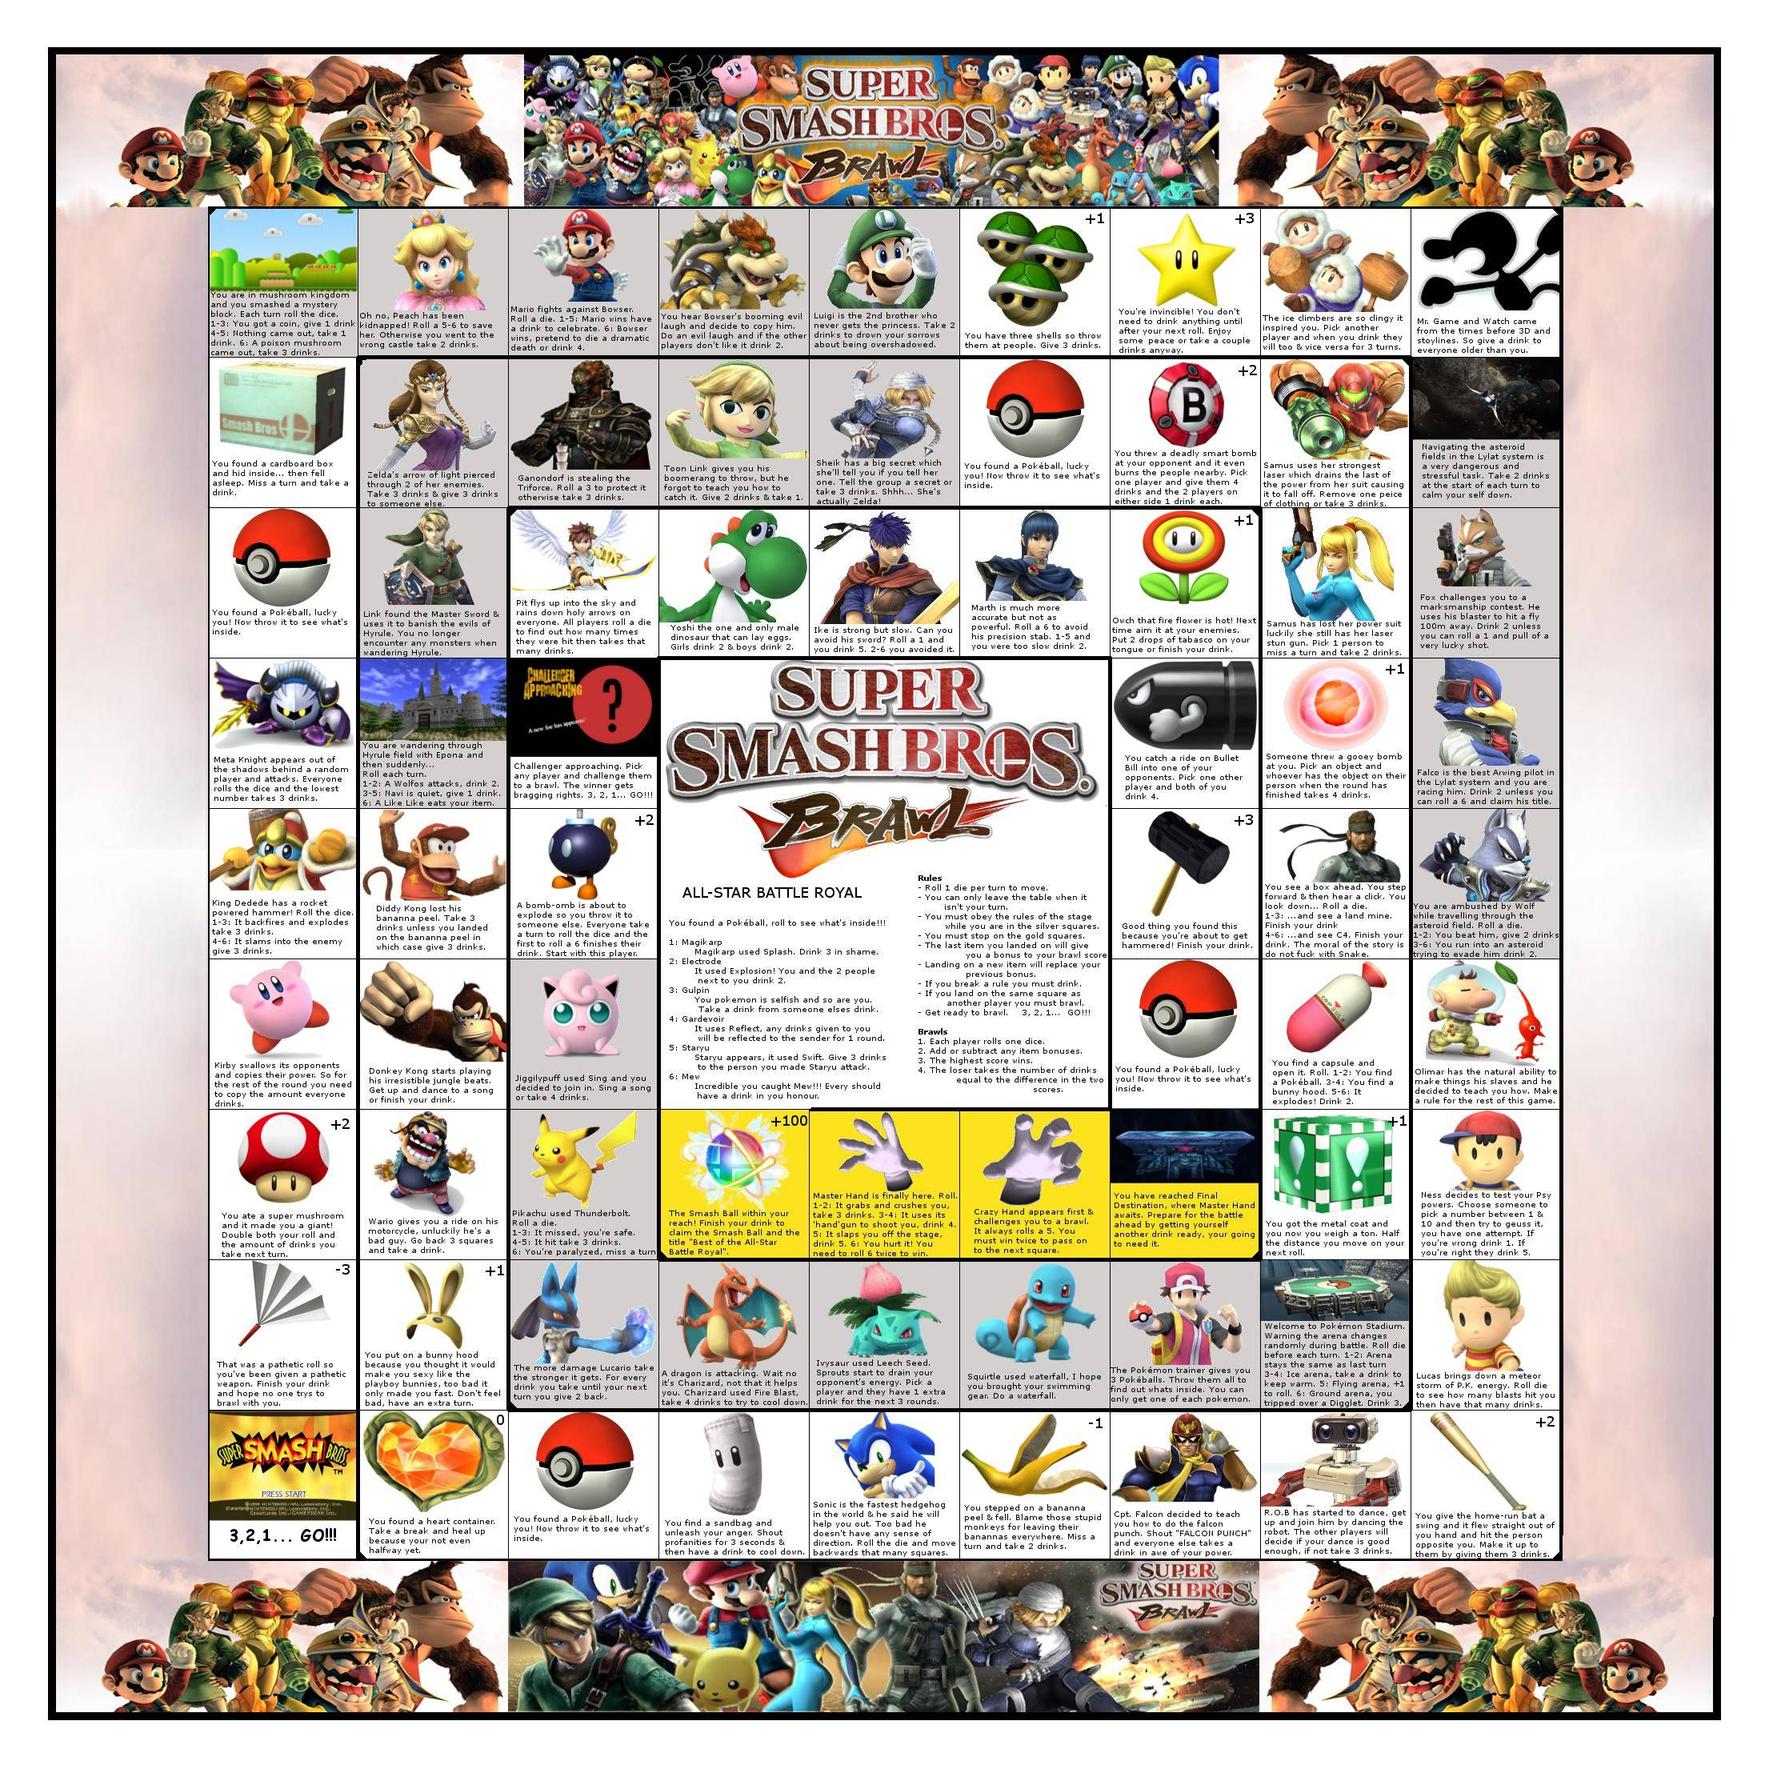 SUPER
SMASH BROS.
BRAWL
You are in mushroom kingdom
and you smashed a mystery
block. Each turn roll the dice.
1-3: You got a coin, give 1 drink
4-5: Nothing came out, take 1
drink. 6: A poison mushroom
came out, take 3 drinks.
Oh no, Peach has been
kidnapped! Roll a 5-6 to save
her. Otherwise you went to the
wrong castle take 2 drinks.
Mario fights against Bowser.
Roll a die. 1-5: Mario wins have
a drink to celebrate. 6: Bowser
wins, pretend to die a dramatic
death or drink 4.
You hear Bowser's booming evil
laugh and decide to copy him.
Do an evil laugh and if the other
players don't like it drink 2.
Luigi is the 2nd brother who
never gets the princess. Take 2
drinks to drown your sorrows
about being overshadowed.
+1
You have three shells so throw
them at people. Give 3 drinks.
+3
You're invincible! You don't
need to drink anything until
after your next roll. Enjoy
some peace or take a couple
drinks anyway.
The ice climbers are so clingy it
inspired you. Pick another
player and when you drink they
will too & vice versa for 3 turns.
Mr. Game and Watch came
from the times before 3D and
storylines. So give a drink to
everyone older than you.
Smash Bros
You found a cardboard box
and hid inside... then fell
asleep. Miss a turn and take a
drink.
Zelda's arrow of light pierced
through 2 of her enemies.
Take 3 drinks & give 3 drinks
to someone else.
Ganondorf is stealing the
Triforce. Roll a 3 to protect it
otherwise take 3 drinks.
Toon Link gives you his
boomerang to throw, but he
forgot to teach you how to
catch it. Give 2 drinks & take 1.
Sheik has a big secret which
she'll tell you if you tell her
one. Tell the group a secret or
take 3 drinks. Shhh... She's
actually Zelda!
You found a Pokéball, lucky
you! Now throw it to see what's
inside.
+2
B
You threw a deadly smart bomb
at your opponent and it even
burns the people nearby. Pick
one player and give them 4
drinks and the 2 players on
either side 1 drink each.
Samus uses her strongest
laser which drains the last of
the power from her suit causing
it to fall off. Remove one peice
of clothing or take 3 drinks.
Navigating the asteroid
fields in the Lylat system is
a very dangerous and
stressful task. Take 2 drinks
at the start of each turn to
calm your self down.
You found a Pokéball, lucky
you! Now throw it to see what's
inside.
Link found the Master Sword &
uses it to banish the evils of
Hyrule. You no longer
encounter any monsters when
wandering Hyrule.
Pit flys up into the sky and
rains down holy arrows on
everyone. All players roll a die
to find out how many times
they were hit then takes that
many drinks.
Yoshi the one and only male
dinosaur that can lay eggs.
Girls drink 2 & boys drink 2.
Ike is strong but slow. Can you
avoid his sword? Roll a 1 and
you drink 5. 2-6 you avoided it.
Marth is much more
accurate but not as
powerful. Roll a 6 to avoid
his precision stab. 1-5 and
you were too slow drink 2.
+1
Owch that fire flower is hot! Next
time aim it at your enemies.
Put 2 drops of tabasco on your
tongue or finish your drink.
Samus has lost her power suit
luckily she still has her laser
stun gun. Pick 1 person to
miss a turn and take 2 drinks.
Fox challenges you to a
marksmanship contest. He
uses his blaster to hit a fly
100m away. Drink 2 unless
you can roll a 1 and pull of a
very lucky shot.
Meta Knight appears out of
the shadows behind a random
player and attacks. Everyone
rolls the dice and the lowest
number takes 3 drinks.
You are wandering through
Hyrule field with Epona and
then suddenly...
Roll each turn.
1-2: A Wolfos attacks, drink 2.
3-5: Navi is quiet, give 1 drink.
6: A Like Like eats your item.
CHALLENGER
APPROACHING
A new foe has appeared!
?
Challenger approaching. Pick
any player and challenge them
to a brawl. The winner gets
bragging rights. 3, 2, 1... GO!!!
SUPER
SMASH BROS.
BRAWL
You catch a ride on Bullet
Bill into one of your
opponents. Pick one other
player and both of you
drink 4.
+1
Someone threw a gooey bomb
at you. Pick an object and
whoever has the object on their
person when the round has
finished takes 4 drinks.
Falco is the best Arwing pilot in
the Lylat system and you are
racing him. Drink 2 unless you
can roll a 6 and claim his title.
King Dedede has a rocket
powered hammer! Roll the dice.
1-3: It backfires and explodes
take 3 drinks.
4-6: It slams into the enemy
give 3 drinks.
Diddy Kong lost his
bananna peel. Take 3
drinks unless you landed
on the bananna peel in
which case give 3 drinks.
+2
A bomb-omb is about to
explode so you throw it to
someone else. Everyone take
a turn to roll the dice and the
first to roll a 6 finishes their
drink. Start with this player.
ALL-STAR BATTLE ROYAL
You found a Pokéball, roll to see what's inside!!!
1: Magikarp
Magikarp used Splash. Drink 3 in shame.
2: Electrode
It used Explosion! You and the 2 people
next to you drink 2.
3: Gulpin
You pokemon is selfish and so are you.
Take a drink from someone elses drink.
4: Gardevoir
It uses Reflect, any drinks given to you
will be reflected to the sender for 1 round.
5: Staryu
Staryu appears, it used Swift. Give 3 drinks
to the person you made Staryu attack.
6: Mew
Incredible you caught Mew!!! Every should
have a drink in you honour.
Rules
- Roll 1 die per turn to move.
- You can only leave the table when it
isn't your turn.
- You must obey the rules of the stage
while you are in the silver squares.
- You must stop on the gold squares.
- The last item you landed on will give
you a bonus to your brawl score
- Landing on a new item will replace your
previous bonus.
- If you break a rule you must drink.
- If you land on the same square as
another player you must brawl.
- Get ready to brawl. 3, 2, 1... GO!!!
Brawls
1. Each player rolls one dice.
2. Add or subtract any item bonuses.
3. The highest score wins.
4. The loser takes the number of drinks
equal to the difference in the two
scores.
+3
Good thing you found this
because you're about to get
hammered! Finish your drink.
You see a box ahead. You step
forward & then hear a click. You
look down... Roll a die.
1-3: ...and see a land mine.
Finish your drink
4-6, ...and see C4. Finish your
drink. The moral of the story is
do not fuck with Snake.
You are ambushed by Wolf
while travelling through the
asteroid field. Roll a die.
1-2: You beat him, give 2 drinks
3-6: You run into an asteroid
trying to evade him drink 2.
Kirby swallows its opponents
and copies their power. So for
the rest of the round you need
to copy the amount everyone
drinks.
Donkey Kong starts playing
his irresistible jungle beats.
Get up and dance to a song
or finish your drink.
Jiggilypuff used Sing and you
decided to join in. Sing a song
or take 4 drinks.
You found a Pokéball, lucky
you! Now throw it to see what's
inside.
You find a capsule and
open it. Roll. 1-2: You find
a Pokéball. 3-4: You find a
bunny hood. 5-6: It
explodes! Drink 2.
Olimar has the natural ability to
make things his slaves and he
decided to teach you how. Make
a rule for the rest of this game.
+2
You ate a super mushroom
and it made you a giant!
Double both your roll and
the amount of drinks you
take next turn.
Wario gives you a ride on his
motorcycle, unluckily he's a
bad guy. Go back 3 squares
and take a drink.
Pikachu used Thunderbolt.
Roll a die.
1-3: It missed, you're safe.
4-5: It hit take 3 drinks.
6: You're paralyzed, miss a turn
+100
The Smash Ball within your
reach! Finish your drink to
claim the Smash Ball and the
title "Best of the All-Star
Battle Royal".
Master Hand is finally here. Roll.
1-2: It grabs and crushes you,
take 3 drinks. 3-4: It uses its
'hand'gun to shoot you, drink 4.
5: It slaps you off the stage,
drink 5. 6: You hurt it! You
need to roll 6 twice to win.
Crazy Hand appears first &
challenges you to a brawl.
It always rolls a 5. You
must win twice to pass on
to the next square.
You have reached Final
Destination, where Master Hand
awaits. Prepare for the battle
ahead by getting yourself
another drink ready, your going
to need it.
+1
You got the metal coat and
you now you weigh a ton. Half
the distance you move on your
next roll.
Ness decides to test your Psy
powers. Choose someone to
pick a number between 1 &
10 and then try to geuss it,
you have one attempt. If
you're wrong drink 1. If
you're right they drink 5.
-3
That was a pathetic roll so
you've been given a pathetic
weapon. Finish your drink
and hope no one trys to
brawl with you.
+1
You put on a bunny hood
because you thought it would
make you sexy like the
playboy bunnies, too bad it
only made you fast. Don't feel
bad, have an extra turn.
The more damage Lucario take
the stronger it gets. For every
drink you take until your next
turn you give 2 back.
A dragon is attacking. Wait no
it's Charizard, not that it helps
you. Charizard used Fire Blast,
take 4 drinks to try to cool down.
Ivysaur used Leech Seed.
Sprouts start to drain your
opponent's energy. Pick a
player and they have 1 extra
drink for the next 3 rounds.
Squirtle used waterfall, I hope
you brought your swimming
gear. Do a waterfall.
The Pokémon trainer gives you
3 Pokéballs. Throw them all to
find out whats inside. You can
only get one of each pokemon.
Welcome to Pokémon Stadium.
Warning the arena changes
randomly during battle. Roll die
before each turn. 1-2: Arena
stays the same as last turn
3-4: Ice arena, take a drink to
keep warm. 5: Flying arena, +1
to roll. 6: Ground arena, you
tripped over a Digglet. Drink 3.
Lucas brings down a meteor
storm of P.K. energy. Roll die
to see how many blasts hit you
then have that many drinks.
SUPER SMASH BROS
TM
PRESS START
3,2,1... GO!!!
0
You found a heart container.
Take a break and heal up
because your not even
halfway yet.
You found a Pokéball, lucky
you! Now throw it to see what's
inside.
You find a sandbag and
unleash your anger. Shout
profanities for 3 seconds &
then have a drink to cool down.
Sonic is the fastest hedgehog
in the world & he said he will
help you out. Too bad he
doesn't have any sense of
direction. Roll the die and move
backwards that many squares.
-1
You stepped on a bananna
peel & fell. Blame those stupid
monkeys for leaving their
banannas everywhere. Miss a
turn and take 2 drinks.
Cpt. Falcon decided to teach
you how to do the falcon
punch. Shout "FALCON PUNCH"
and everyone else takes a
drink in awe of your power.
R.O.B has started to dance, get
up and join him by dancing the
robot. The other players will
decide if your dance is good
enough, if not take 3 drinks.
+2
You give the home-run bat a
swing and it flew straight out of
you hand and hit the person
opposite you. Make it up to
them by giving them 3 drinks.
SUPER
SMASH BROS.
BRAWL